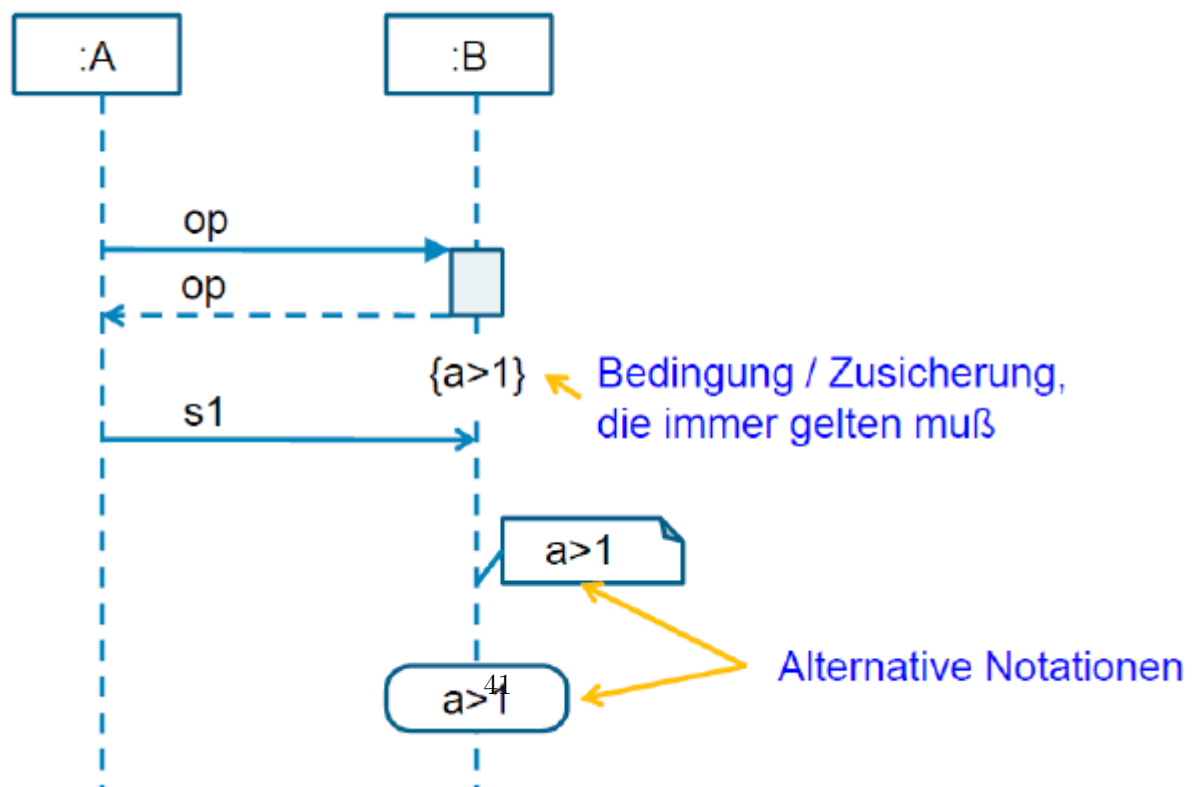 :A
:B
op
op
{a>1}
Bedingung / Zusicherung,
die immer gelten muß
s1
a>1
Alternative Notationen
a>1
41